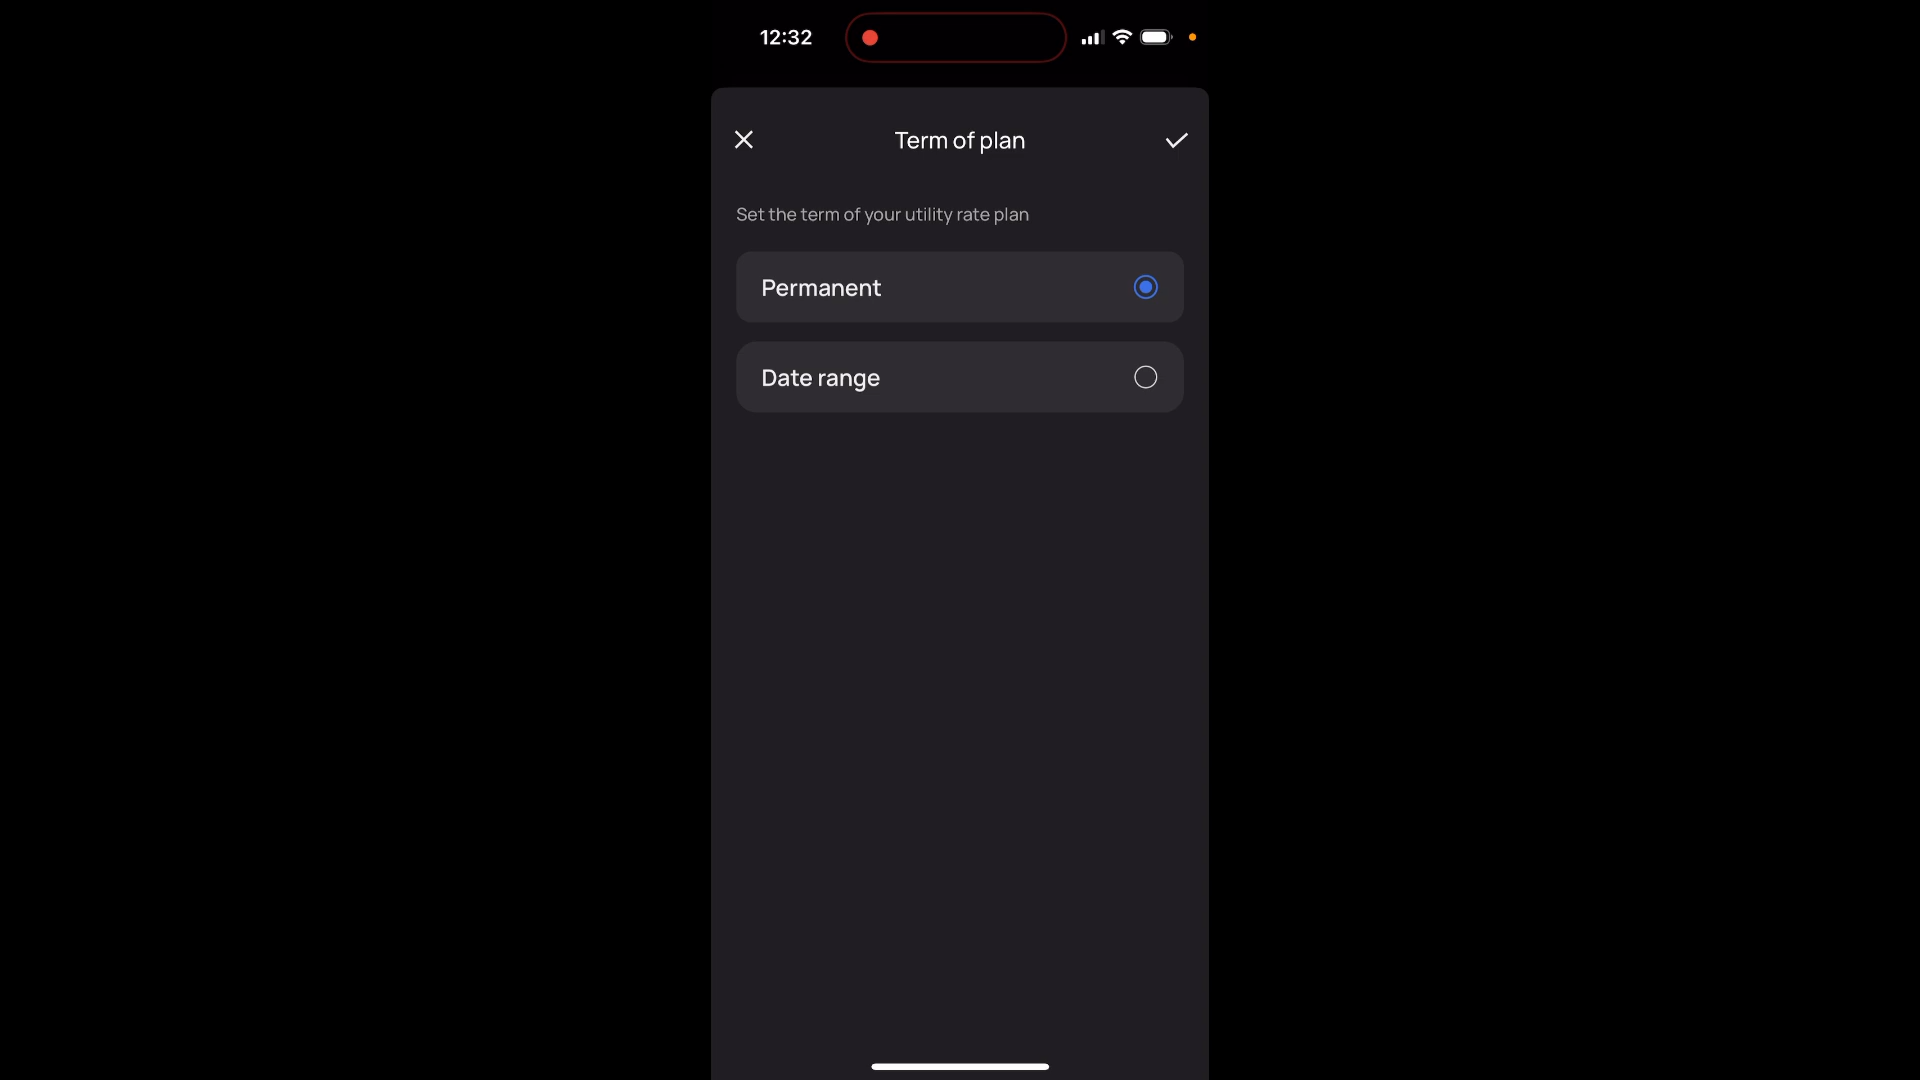 12:32
Term of plan
Set the term of your utility rate plan
Permanent
Date range